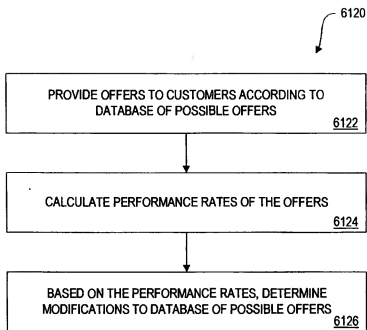 6120
PROVIDE OFFERS TO CUSTOMERS ACCORDING TO
DATABASE OF POSSIBLE OFFERS
6122
CALCULATE PERFORMANCE RATES OF THE OFFERS
6124
BASED ON THE PERFORMANCE RATES, DETERMINE
MODIFICATIONS TO DATABASE OF POSSIBLE OFFERS
6126